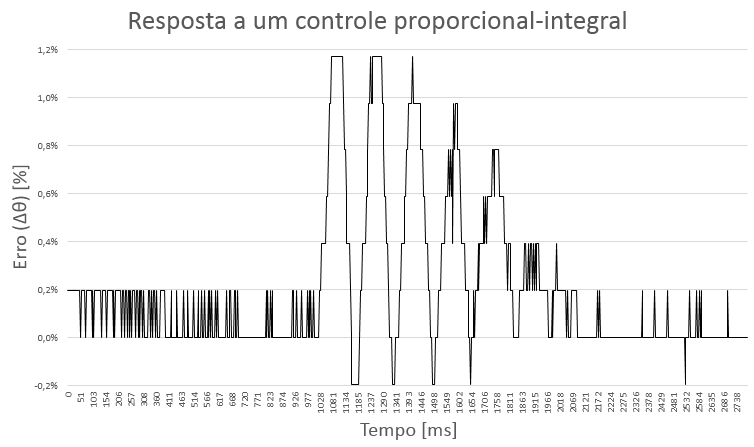 Resposta a um controle proporcional-integral
1,2%
1,0%
0,8%
0,6%
0,4%
0,2%
0,0%
-0,2%
Erro (Δθ) [%]
0 51 103 154 206 257 308 360 411 463 514 566 617 668 720 771 823 874 926 977 1028 1081 1134 1185 1237 1290 1341 1393 1446 1498 1549 1602 1654 1706 1758 1811 1863 1915 1966 2018 2069 2121 2172 2224 2275 2326 2378 2429 2481 2532 2584 2635 2686 2738
Tempo [ms]